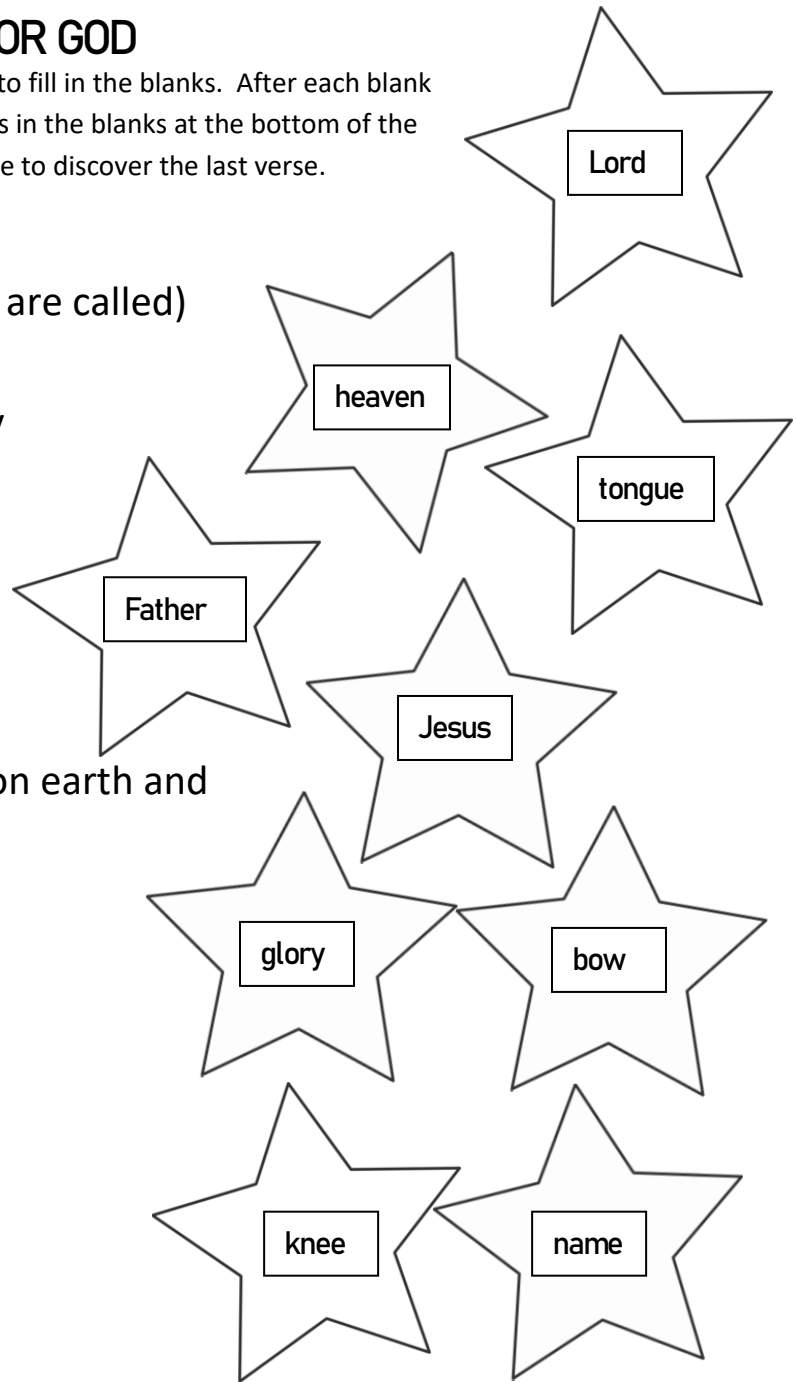 OR GOD
to fill in the blanks. After each blank
s in the blanks at the bottom of the
e to discover the last verse.
Lord
are called)
heaven
tongue
Father
Jesus
on earth and
glory
bow
knee
name